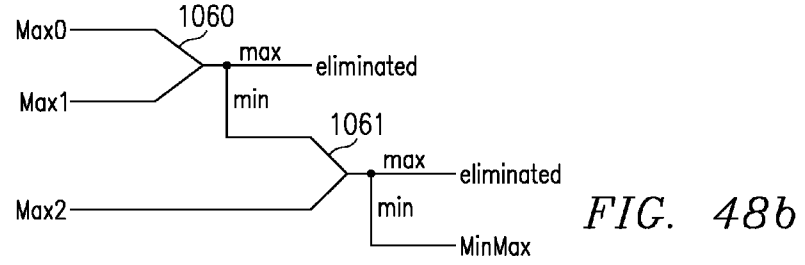 1060
Max0
max
eliminated
Max1
min
1061
max
eliminated
Max2
min
FIG. 48b
MinMax